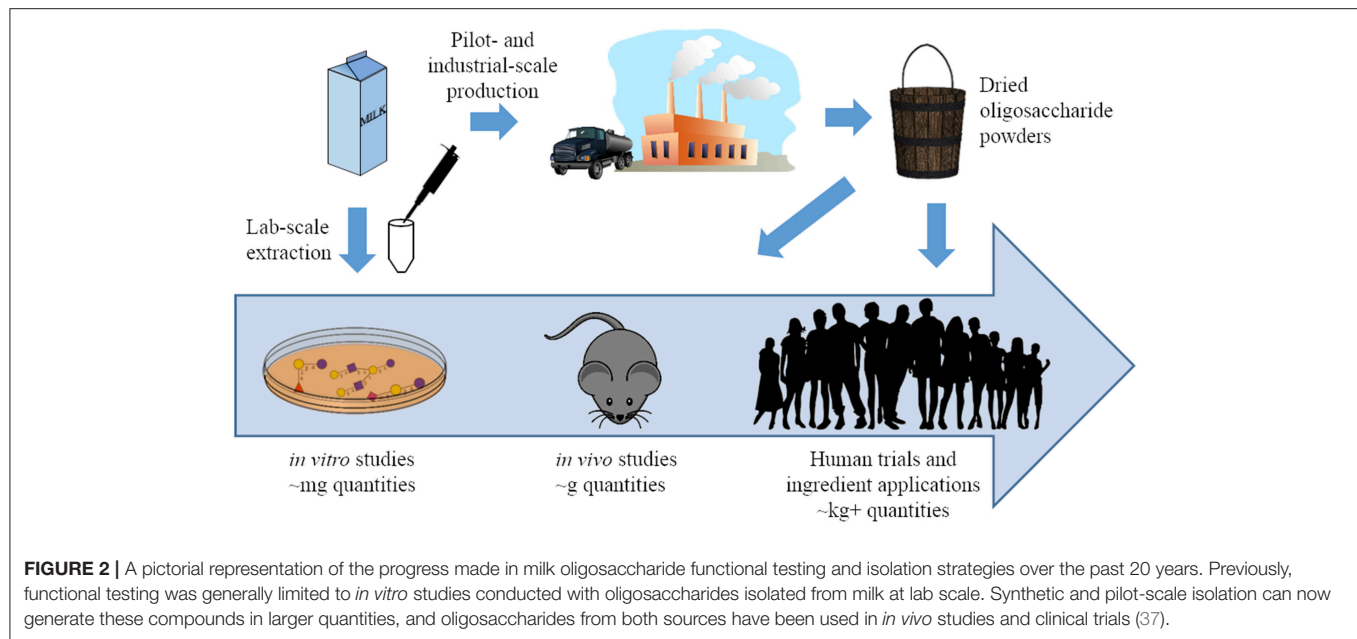 Pilot- and
industrial-scale
production
MILK
Dried
oligosaccharide
powders
Lab-scale
extraction
in vitro studies
~mg quantities
in vivo studies
~g quantities
Human trials and
ingredient applications
~kg+ quantities
FIGURE 2 | A pictorial representation of the progress made in milk oligosaccharide functional testing and isolation strategies over the past 20 years. Previously,
functional testing was generally limited to in vitro studies conducted with oligosaccharides isolated from milk at lab scale. Synthetic and pilot-scale isolation can now
generate these compounds in larger quantities, and oligosaccharides from both sources have been used in in vivo studies and clinical trials (37).